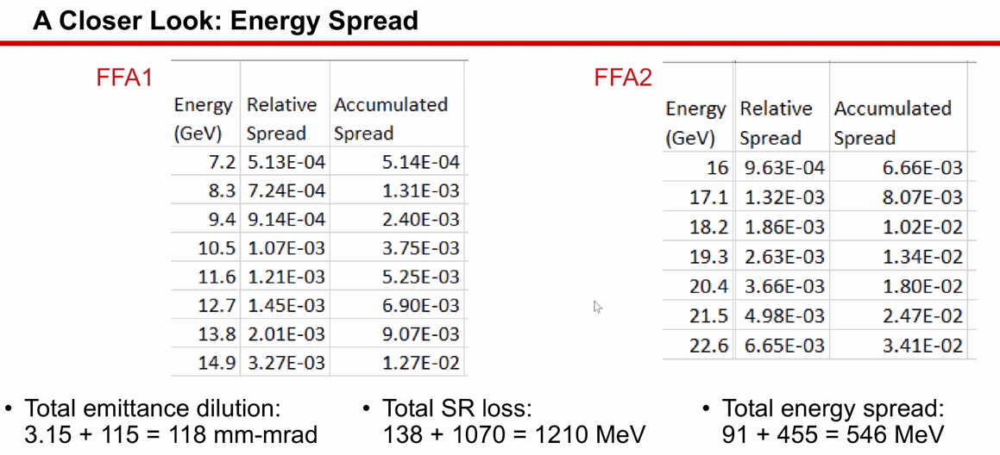 A Closer Look: Energy Spread
FFA1
Energy (GeV) Relative Spread Accumulated Spread
7.2 5.13E-04 5.14E-04
8.3 7.24E-04 1.31E-03
9.4 9.14E-04 2.40E-03
10.5 1.07E-03 3.75E-03
11.6 1.21E-03 5.25E-03
12.7 1.45E-03 6.90E-03
13.8 2.01E-03 9.07E-03
14.9 3.27E-03 1.27E-02
FFA2
Energy (GeV) Relative Spread Accumulated Spread
16 9.63E-04 6.66E-03
17.1 1.32E-03 8.07E-03
18.2 1.86E-03 1.02E-02
19.3 2.63E-03 1.34E-02
20.4 3.66E-03 1.80E-02
21.5 4.98E-03 2.47E-02
22.6 6.65E-03 3.41E-02
• Total emittance dilution:
3.15 + 115 = 118 mm-mrad
• Total SR loss:
138 + 1070 = 1210 MeV
• Total energy spread:
91 + 455 = 546 MeV